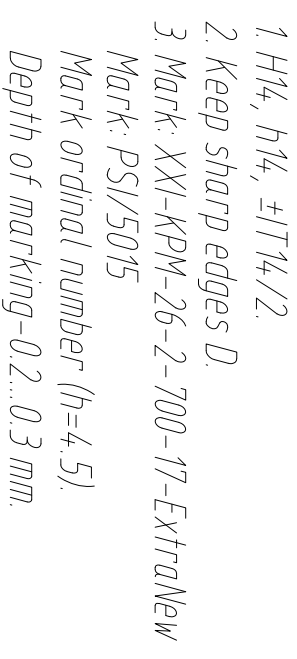 1. H14, h14, ±IT14/2.
2. Keep sharp edges D.
3. Mark: XXI-KPM-26-2-700-17-ExtraNew
Mark: PSI/5015
Mark ordinal number (h=4.5).
Depth of marking-0.2...0.3 mm.